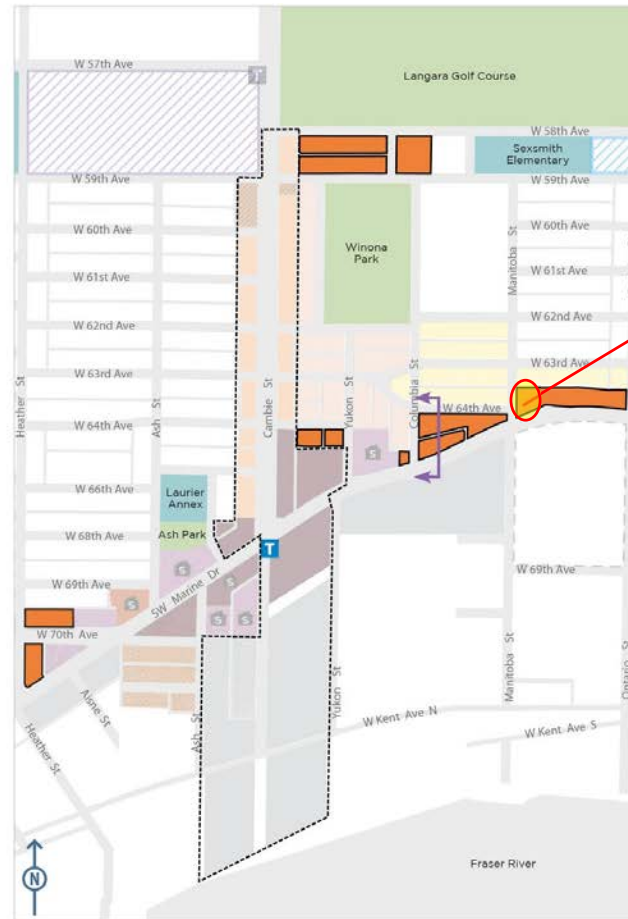 W 57th Ave
T
Langara Golf Course
W 58th Ave
Sexsmith
Elementary
W 59th Ave
W 59th Ave
W 60th Ave
W 60th Ave
Winona
Park
Manitoba St
W 61st Ave
W 61st Ave
W 62nd Ave
W 62nd Ave
Heather St
W 63rd Ave
Ash St
Cambie St
Yukon St
Columbia St
W 63rd Ave
W 64th Ave
W 64th Ave
S
W 66th Ave
Laurier
Annex
W 68th Ave
Ash Park
T
S
W 69th Ave
SW Marine Dr
S
W 69th Ave
S
S
S
W 70th Ave
Aisne St
Heather St
Ash St
Yukon St
Manitoba St
Ontario St
W Kent Ave N
W Kent Ave S
Fraser River
N